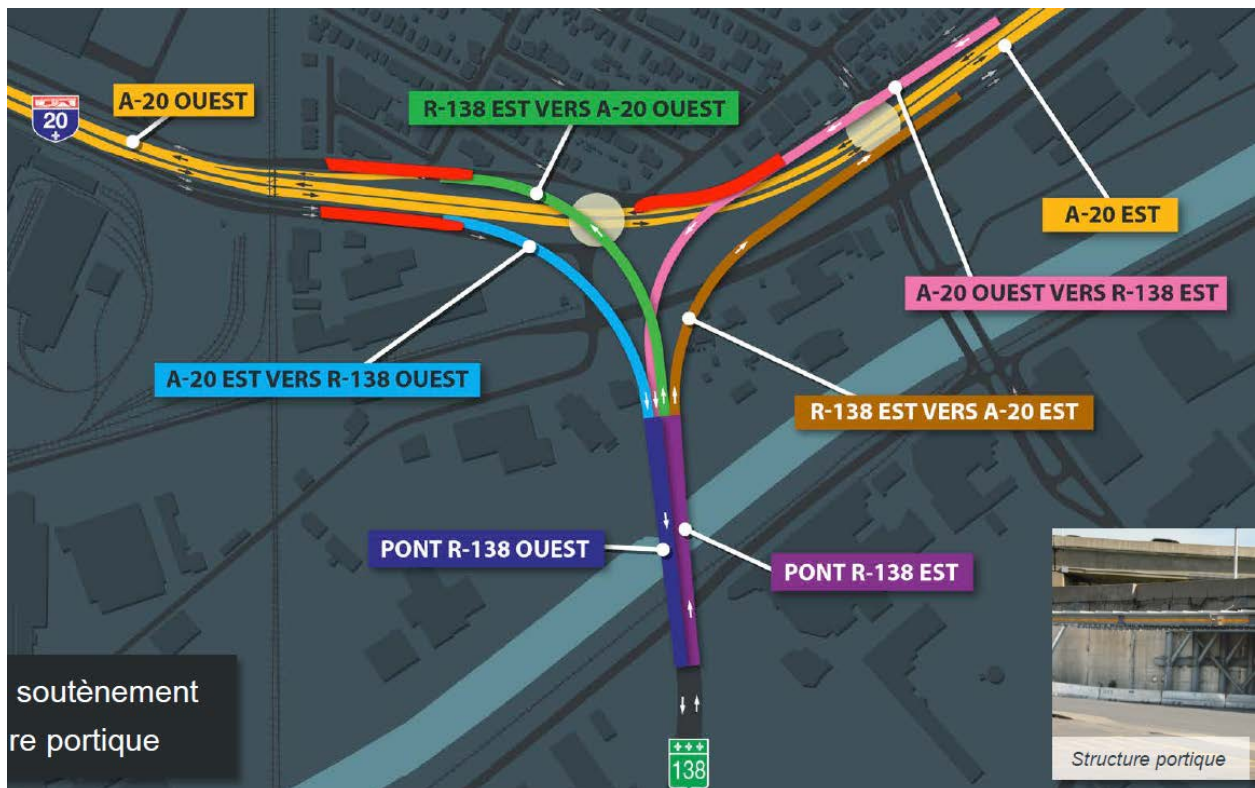 A-20 OUEST
20
R-138 EST VERS A-20 OUEST
A-20 EST
A-20 OUEST VERS R-138 EST
A-20 EST VERS R-138 OUEST
R-138 EST VERS A-20 EST
PONT R-138 OUEST
PONT R-138 EST
soutènement
re portique
138
Structure portique